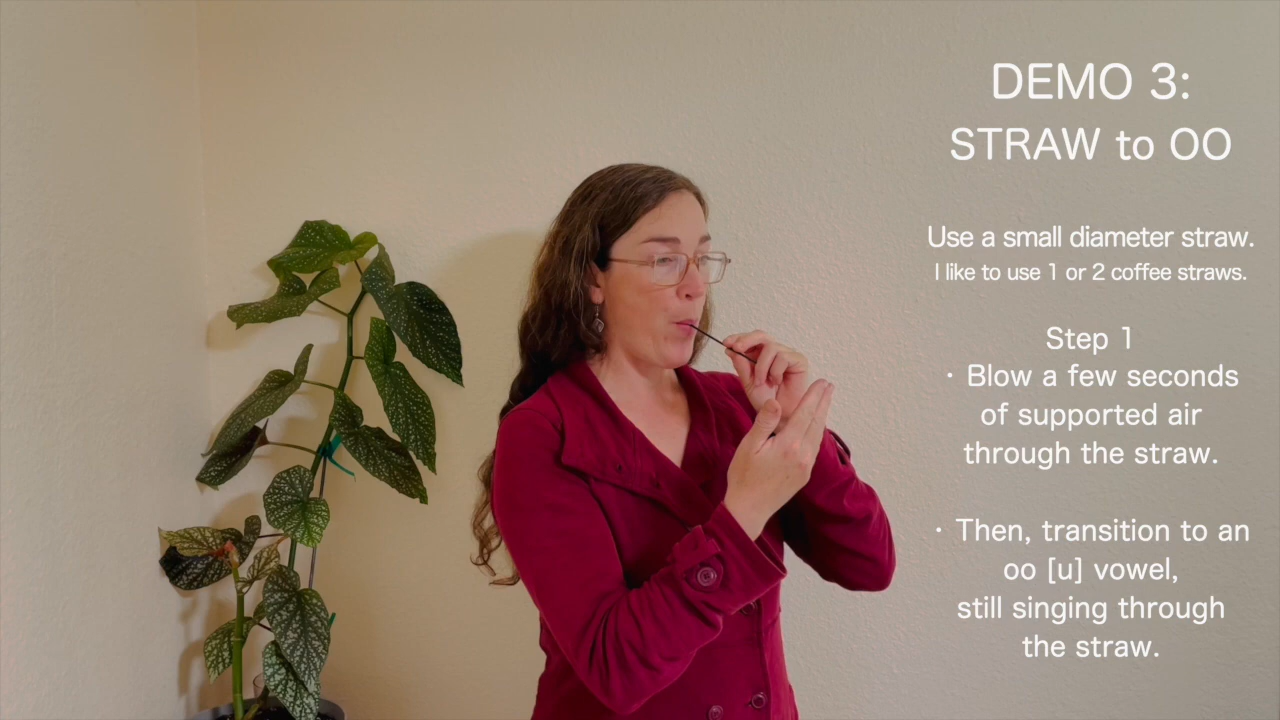 DEMO 3:
STRAW to OO
Use a small diameter straw.
I like to use 1 or 2 coffee straws.
Step 1
· Blow a few seconds
of supported air
through the straw.
· Then, transition to an
oo [u] vowel,
still singing through
the straw.